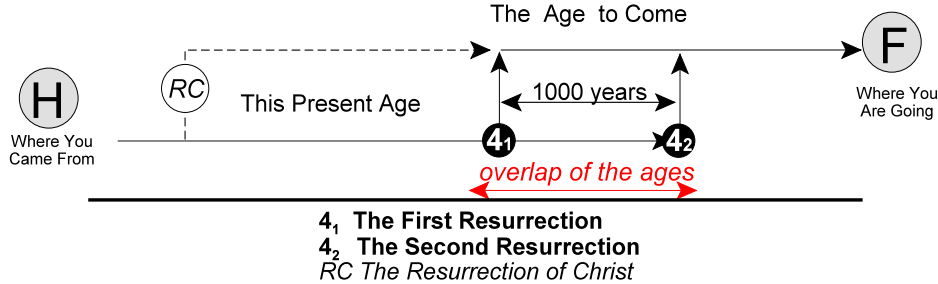 The Age to Come
F
RC
H
1000 years
This Present Age
Where You
Are Going
Where You
Came From
4₁
4₂
overlap of the ages
4₁ The First Resurrection
4₂ The Second Resurrection
RC The Resurrection of Christ